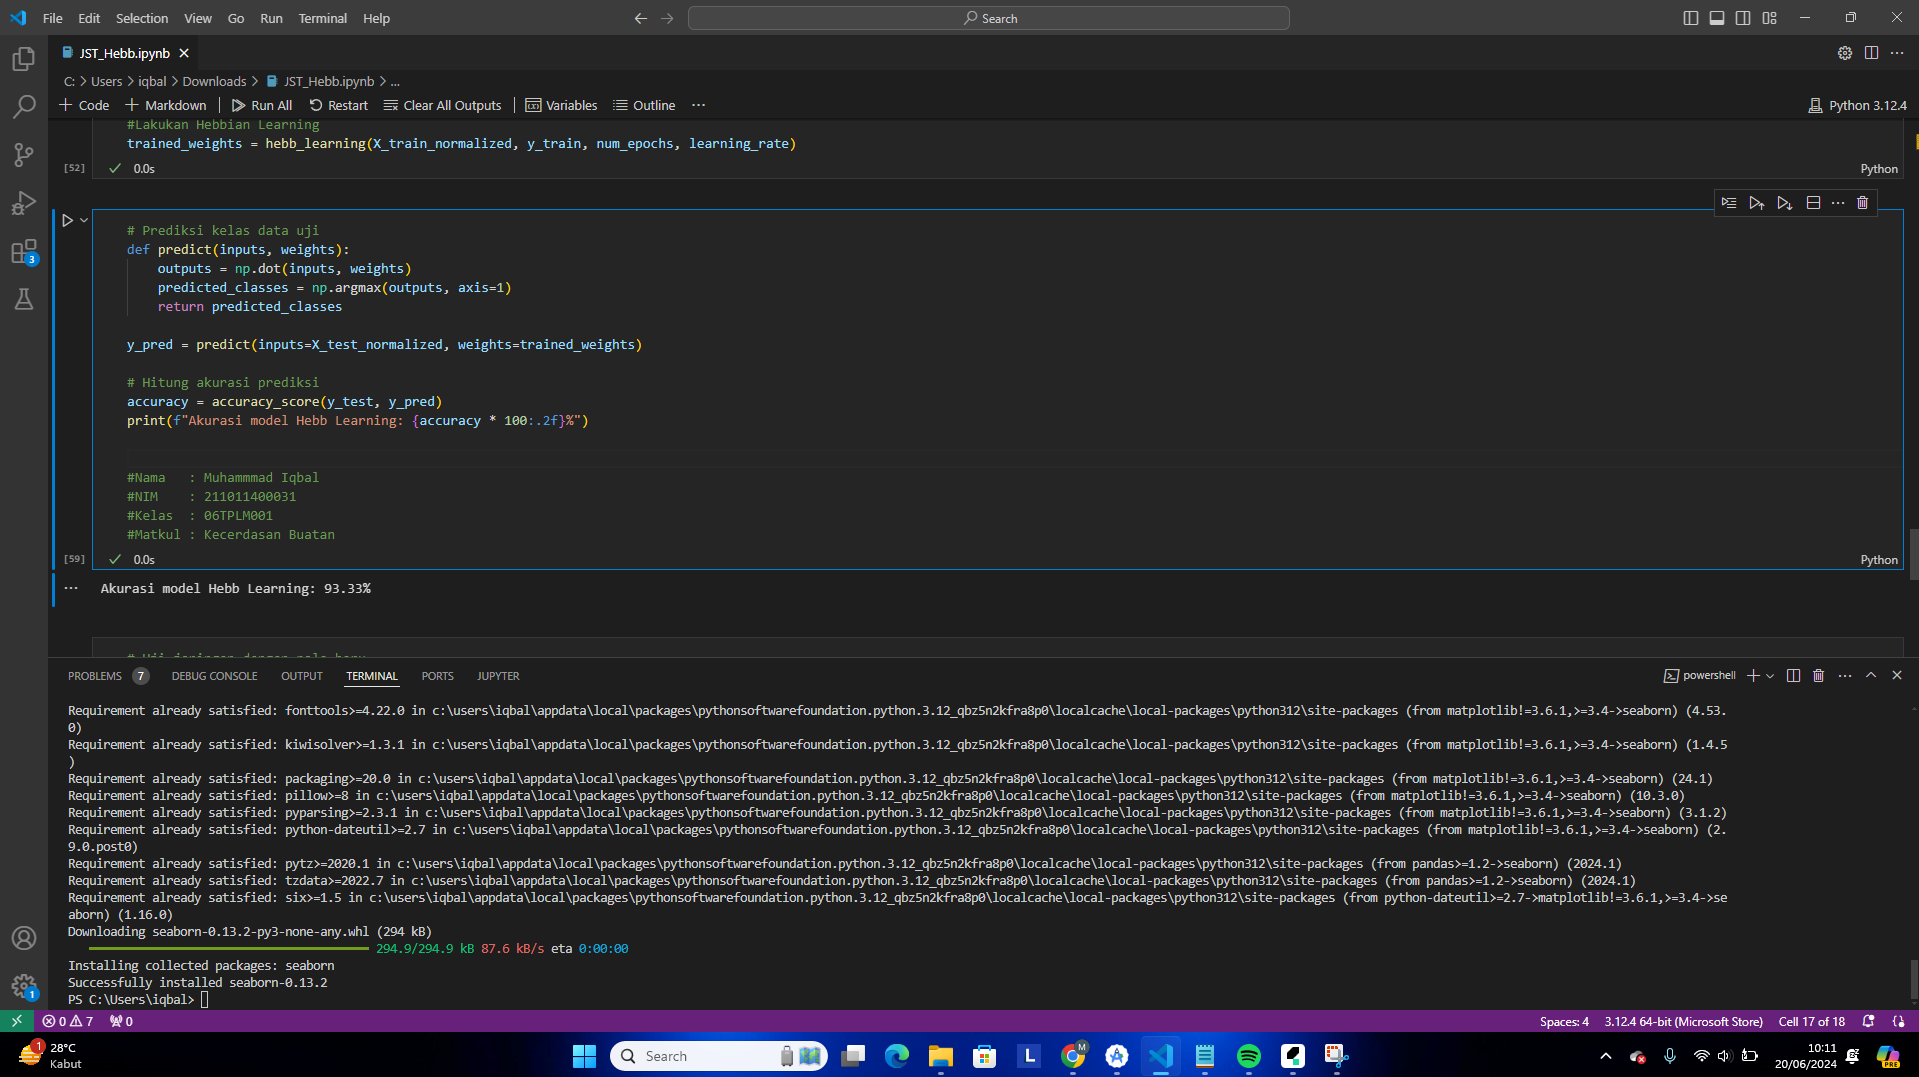 File Edit Selection View Go Run Terminal Help
Search
JST_Hebb.ipynb
C: > Users > iqbal > Downloads > JST_Hebb.ipynb > ...
+ Code + Markdown Run All Restart Clear All Outputs Variables Outline ... Python 3.12.4
#Lakukan Hebbian Learning
trained_weights = hebb_learning(X_train_normalized, y_train, num_epochs, learning_rate)
[52] 0.0s Python
# Prediksi kelas data uji
def predict(inputs, weights):
outputs = np.dot(inputs, weights)
predicted_classes = np.argmax(outputs, axis=1)
return predicted_classes
y_pred = predict(inputs=X_test_normalized, weights=trained_weights)
# Hitung akurasi prediksi
accuracy = accuracy_score(y_test, y_pred)
print(f"Akurasi model Hebb Learning: {accuracy * 100:.2f}%")
#Nama : Muhammmad Iqbal
#NIM : 211011400031
#Kelas : 06TPLM001
#Matkul : Kecerdasan Buatan
[59] 0.0s Python
... Akurasi model Hebb Learning: 93.33%
PROBLEMS 7 DEBUG CONSOLE OUTPUT TERMINAL PORTS JUPYTER powershell
Requirement already satisfied: fonttools>=4.22.0 in c:\users\iqbal\appdata\local\packages\pythonsoftwarefoundation.python.3.12_qbz5n2kfra8p0\localcache\local-packages\python312\site-packages (from matplotlib!=3.6.1,>=3.4->seaborn) (4.53.
0)
Requirement already satisfied: kiwisolver>=1.3.1 in c:\users\iqbal\appdata\local\packages\pythonsoftwarefoundation.python.3.12_qbz5n2kfra8p0\localcache\local-packages\python312\site-packages (from matplotlib!=3.6.1,>=3.4->seaborn) (1.4.5
)
Requirement already satisfied: packaging>=20.0 in c:\users\iqbal\appdata\local\packages\pythonsoftwarefoundation.python.3.12_qbz5n2kfra8p0\localcache\local-packages\python312\site-packages (from matplotlib!=3.6.1,>=3.4->seaborn) (24.1)
Requirement already satisfied: pillow>=8 in c:\users\iqbal\appdata\local\packages\pythonsoftwarefoundation.python.3.12_qbz5n2kfra8p0\localcache\local-packages\python312\site-packages (from matplotlib!=3.6.1,>=3.4->seaborn) (10.3.0)
Requirement already satisfied: pyparsing>=2.3.1 in c:\users\iqbal\appdata\local\packages\pythonsoftwarefoundation.python.3.12_qbz5n2kfra8p0\localcache\local-packages\python312\site-packages (from matplotlib!=3.6.1,>=3.4->seaborn) (3.1.2)
Requirement already satisfied: python-dateutil>=2.7 in c:\users\iqbal\appdata\local\packages\pythonsoftwarefoundation.python.3.12_qbz5n2kfra8p0\localcache\local-packages\python312\site-packages (from matplotlib!=3.6.1,>=3.4->seaborn) (2.
9.0.post0)
Requirement already satisfied: pytz>=2020.1 in c:\users\iqbal\appdata\local\packages\pythonsoftwarefoundation.python.3.12_qbz5n2kfra8p0\localcache\local-packages\python312\site-packages (from pandas>=1.2->seaborn) (2024.1)
Requirement already satisfied: tzdata>=2022.7 in c:\users\iqbal\appdata\local\packages\pythonsoftwarefoundation.python.3.12_qbz5n2kfra8p0\localcache\local-packages\python312\site-packages (from pandas>=1.2->seaborn) (2024.1)
Requirement already satisfied: six>=1.5 in c:\users\iqbal\appdata\local\packages\pythonsoftwarefoundation.python.3.12_qbz5n2kfra8p0\localcache\local-packages\python312\site-packages (from python-dateutil>=2.7->matplotlib!=3.6.1,>=3.4->se
aborn) (1.16.0)
Downloading seaborn-0.13.2-py3-none-any.whl (294 kB)
294.9/294.9 kB 87.6 kB/s eta 0:00:00
Installing collected packages: seaborn
Successfully installed seaborn-0.13.2
PS C:\Users\iqbal>
0 7 0 Spaces: 4 3.12.4 64-bit (Microsoft Store) Cell 17 of 18
28°C
Kabut
Search
10:11
20/06/2024